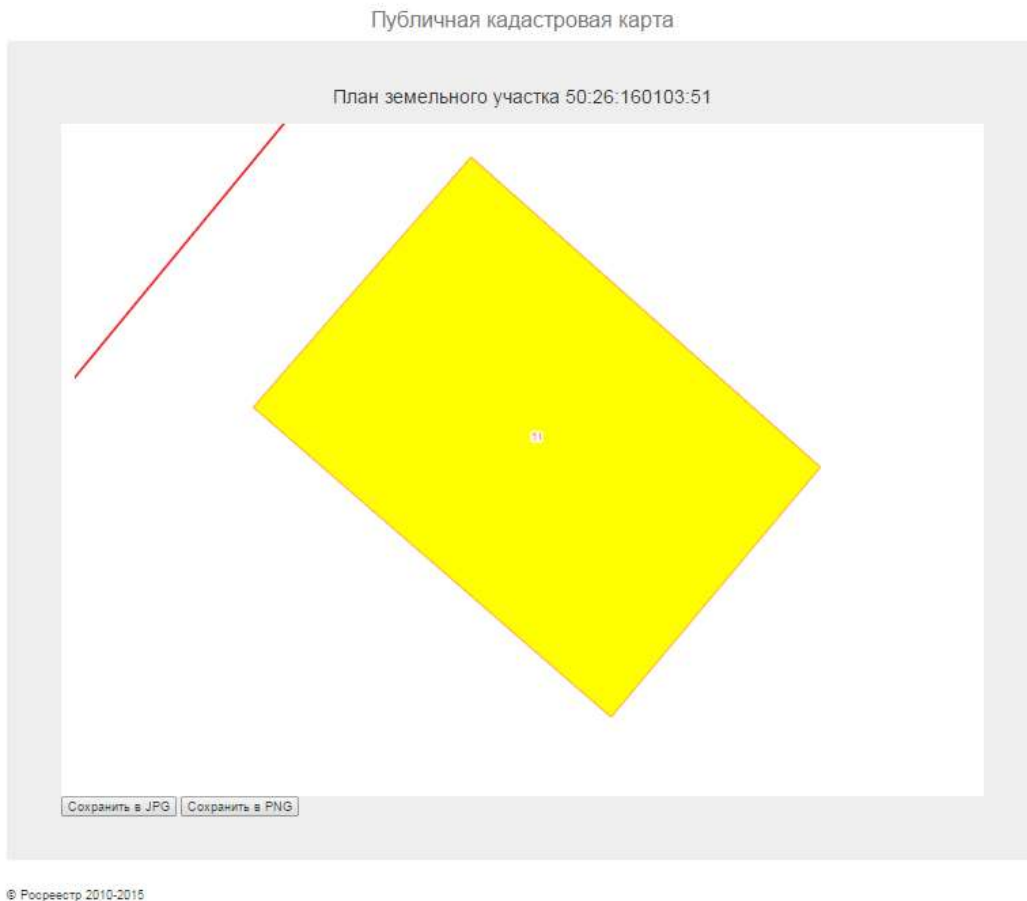 Публичная кадастровая карта
План земельного участка 50:26:160103:51
51
Сохранить в JPG Сохранить в PNG
© Росреестр 2010-2015